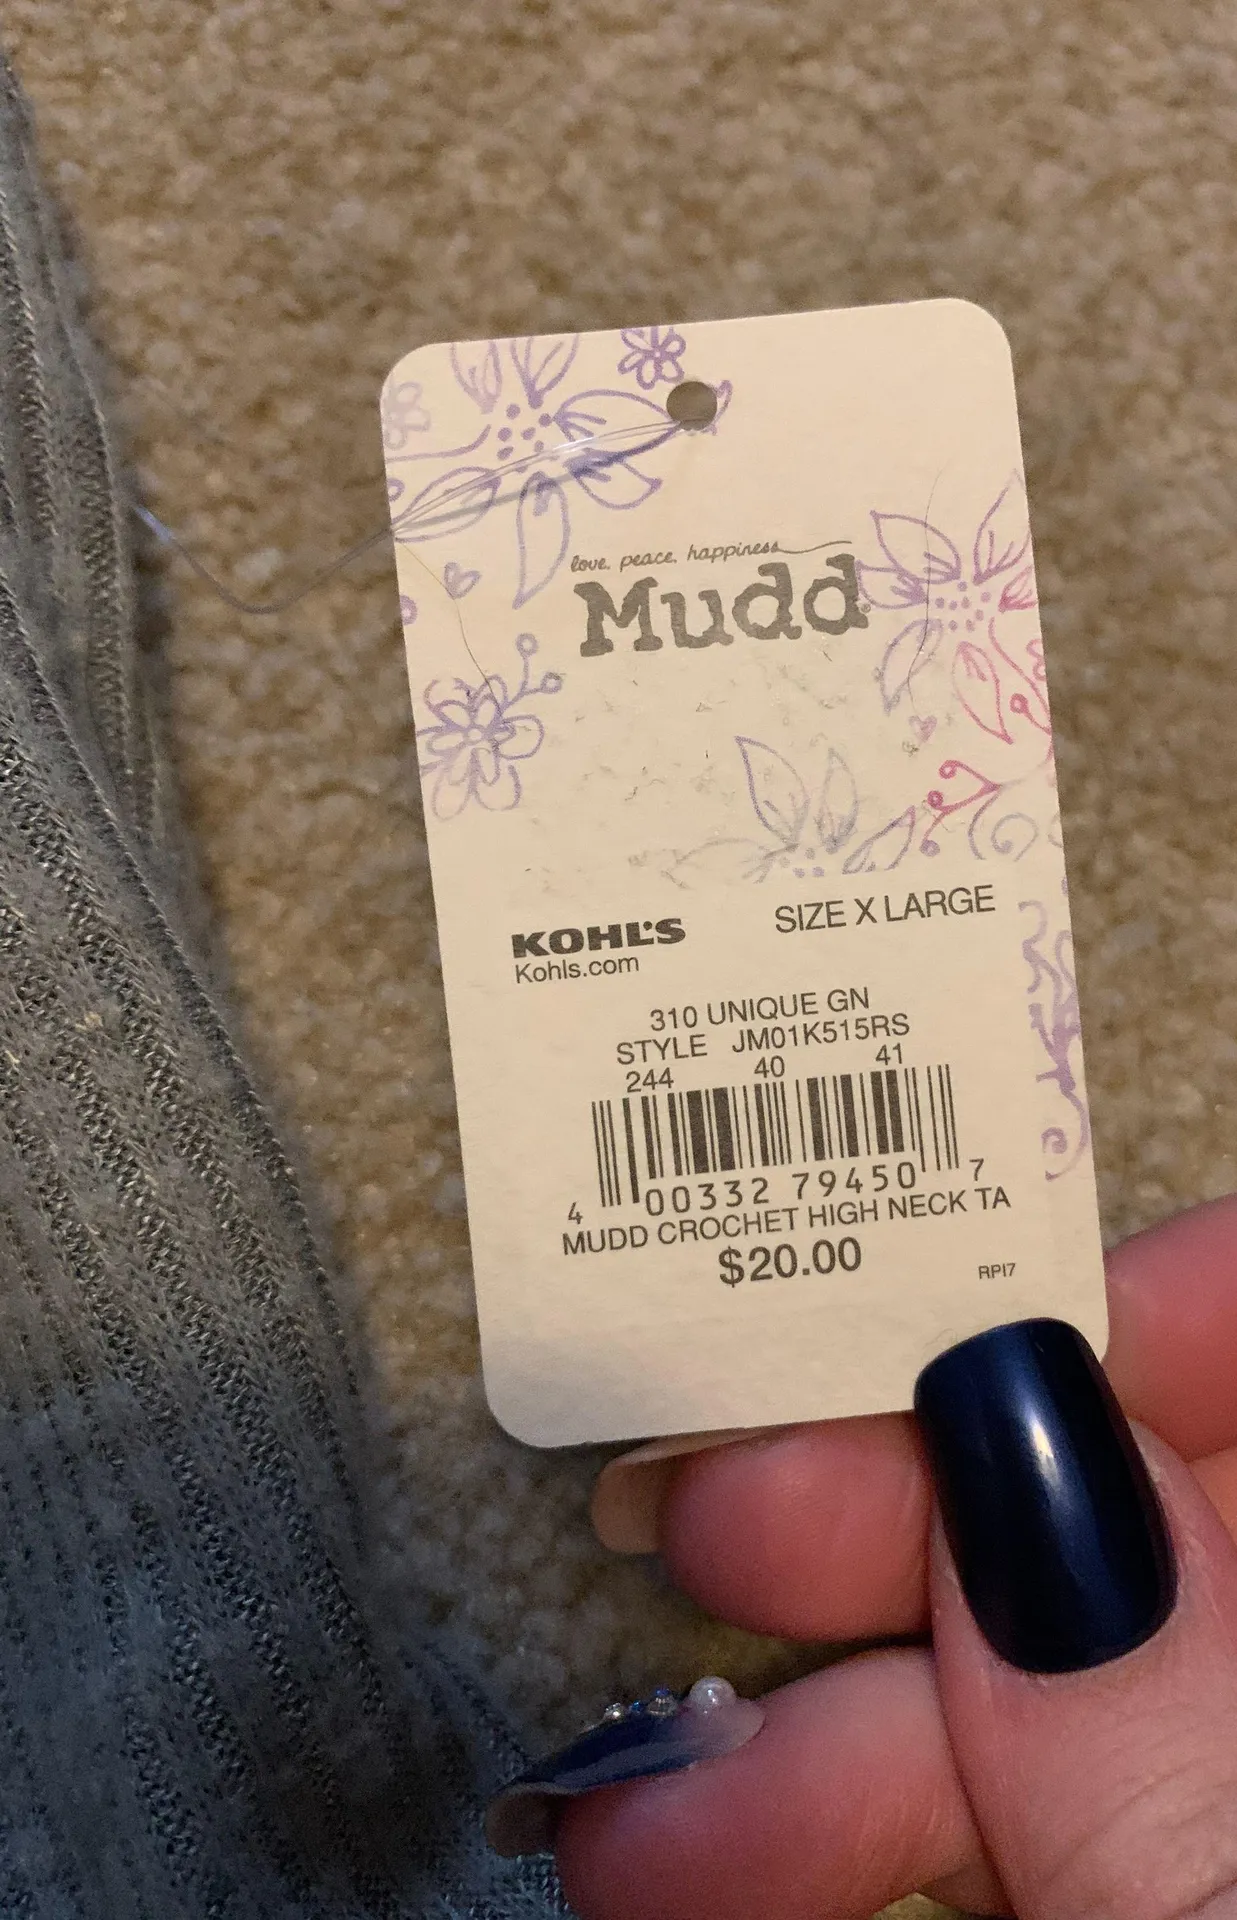 love, peace, happiness
Mudd®
KOHL'S
SIZE X LARGE
Kohls.com
310 UNIQUE GN
STYLE JM01K515RS
244 40 41
4 00332 79450 7
MUDD CROCHET HIGH NECK TA
$20.00
RPI7